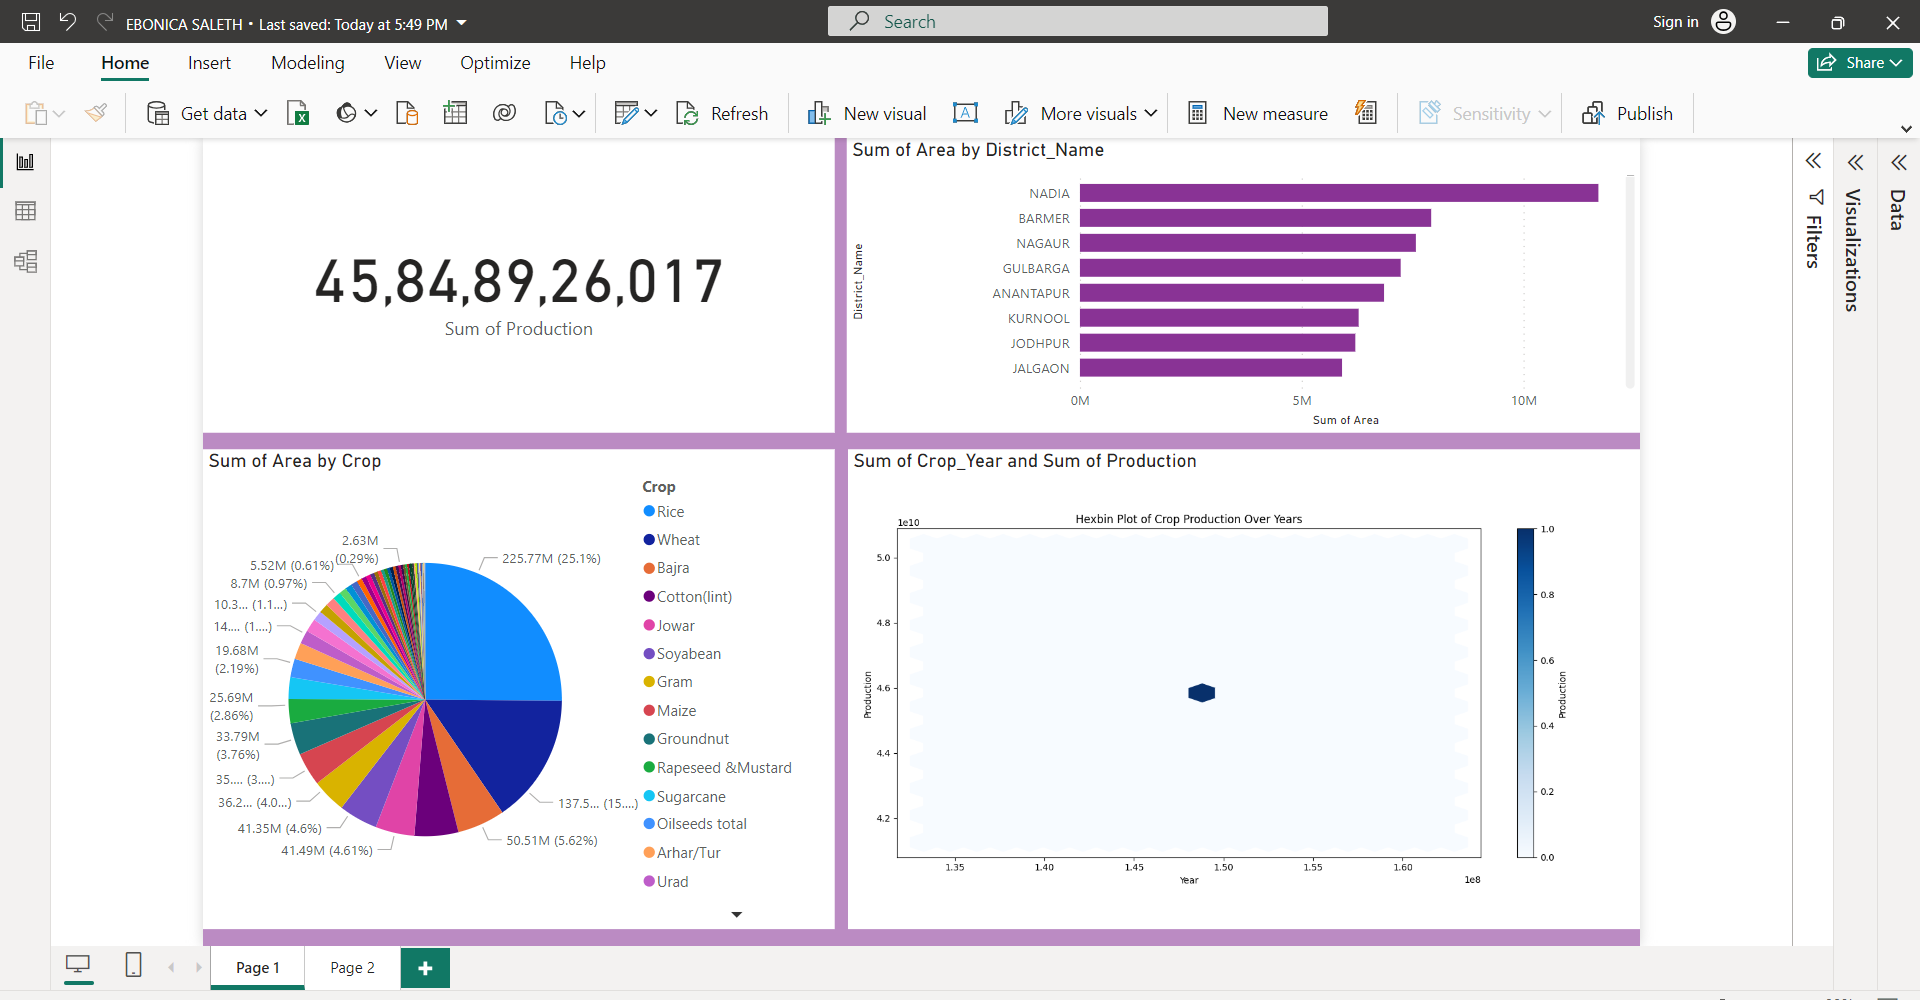 EBONICA SALETH • Last saved: Today at 5:49 PM
Search
Sign in
File Home Insert Modeling View Optimize Help
Share
Get data
Refresh
New visual
More visuals
New measure
Sensitivity
Publish
45,84,89,26,017
Sum of Production
Sum of Area by District_Name
District_Name
NADIA
BARMER
NAGAUR
GULBARGA
ANANTAPUR
KURNOOL
JODHPUR
JALGAON
0M 5M 10M
Sum of Area
Filters
Visualizations
Data
Sum of Area by Crop
225.77M (25.1%)
137.5... (15....)
50.51M (5.62%)
41.49M (4.61%)
41.35M (4.6%)
36.2... (4.0...)
35.... (3....)
33.79M
(3.76%)
25.69M
(2.86%)
19.68M
(2.19%)
14.... (1....)
10.3... (1.1...)
8.7M (0.97%)
5.52M (0.61%)
2.63M
(0.29%)
Crop
Rice
Wheat
Bajra
Cotton(lint)
Jowar
Soyabean
Gram
Maize
Groundnut
Rapeseed &Mustard
Sugarcane
Oilseeds total
Arhar/Tur
Urad
Sum of Crop_Year and Sum of Production
Hexbin Plot of Crop Production Over Years
1e10
5.0
4.8
4.6
4.4
4.2
Production
1.35 1.40 1.45 1.50 1.55 1.60
Year
1e8
1.0
0.8
0.6
0.4
0.2
0.0
Production
Page 1
Page 2